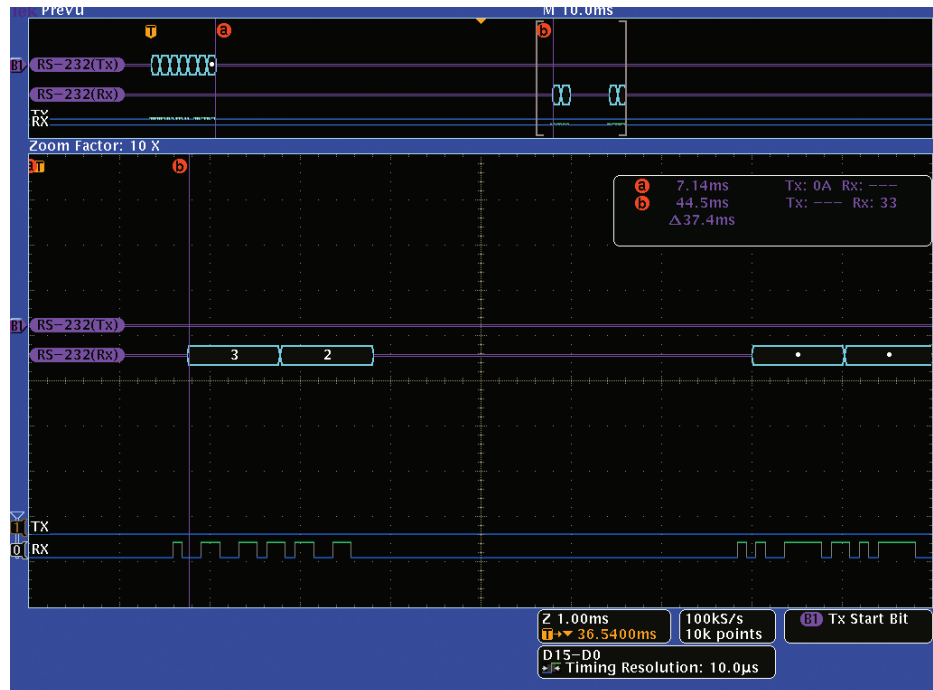 Tek PreVu M 10.0ms
T a b
B1 RS-232(Tx)
RS-232(Rx)
TX
RX
Zoom Factor: 10 X
a T b
a 7.14ms Tx: 0A Rx: ---
b 44.5ms Tx: --- Rx: 33
Δ37.4ms
B1 RS-232(Tx)
RS-232(Rx) 3 2
1 TX
0 RX
Z 1.00ms 100kS/s B1 Tx Start Bit
T→▼ 36.5400ms 10k points
D15-D0
Timing Resolution: 10.0μs